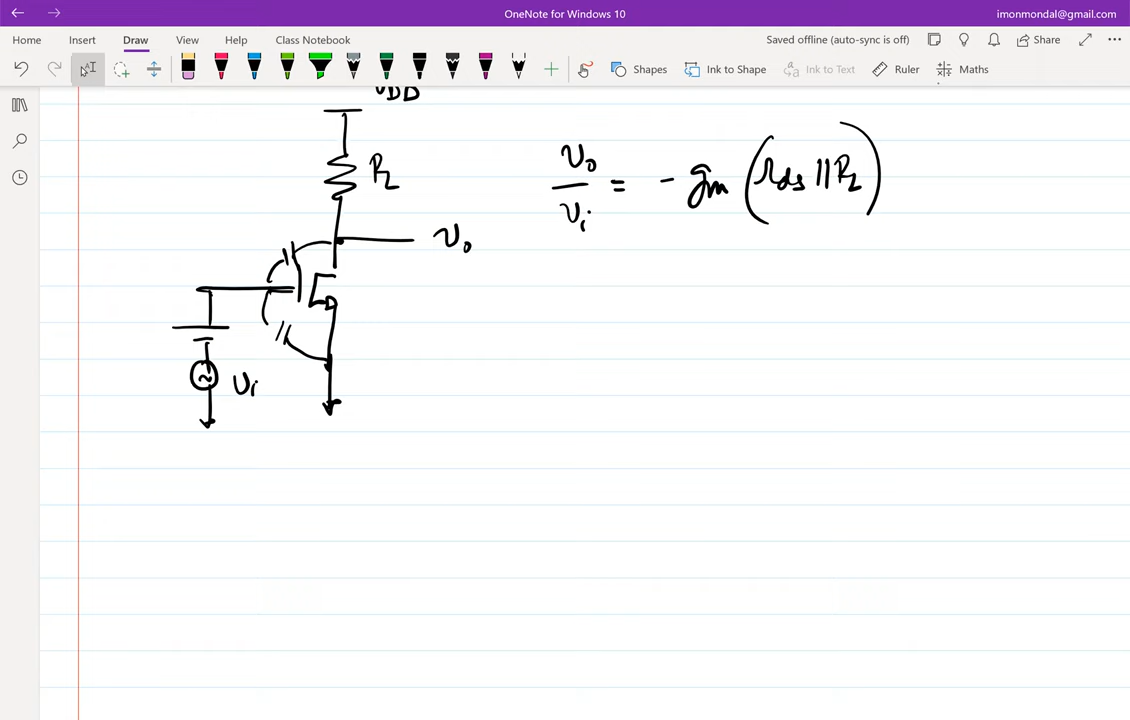 OneNote for Windows 10
imonmondal@gmail.com
Home Insert Draw View Help Class Notebook
Saved offline (auto-sync is off) Share
Shapes Ink to Shape Ink to Text Ruler Maths
VDD
RL
vo
vi
vo/vi = - gm (rds || RL)